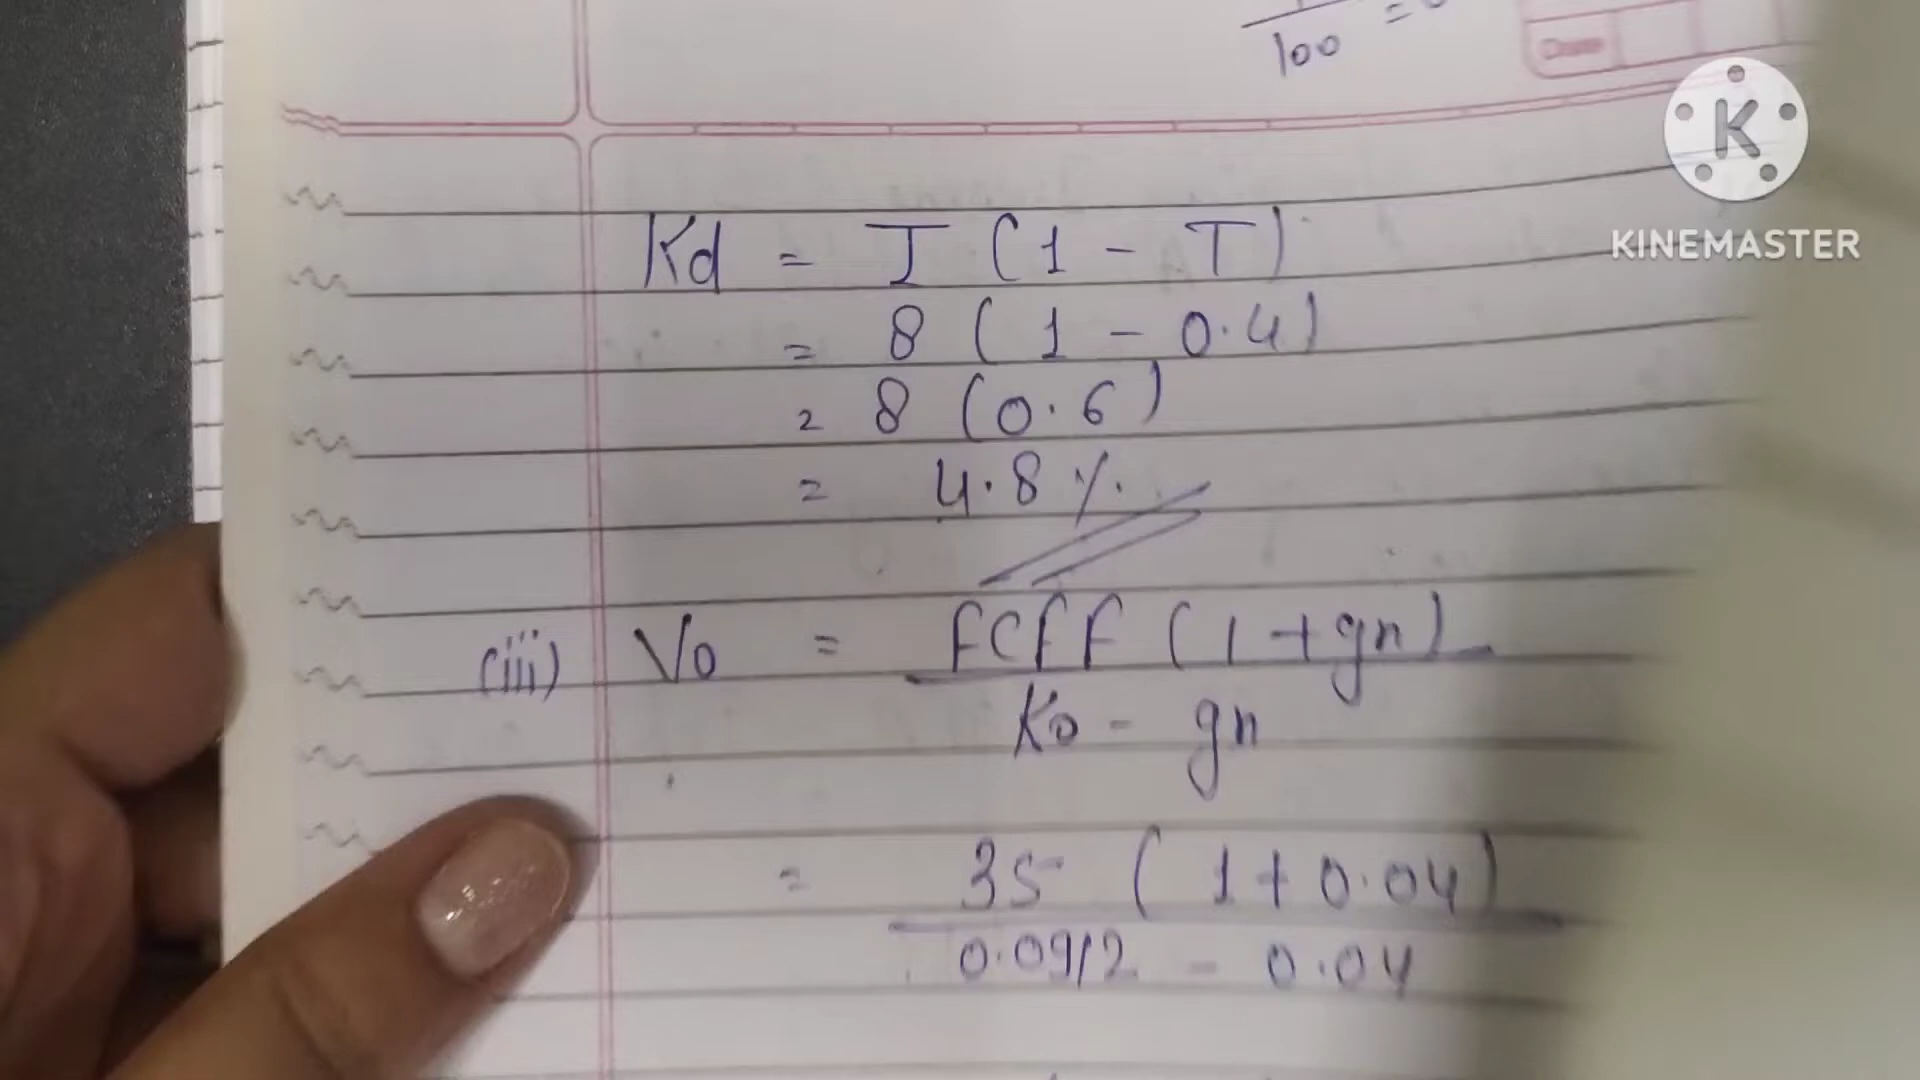 100 =
Date
KINEMASTER
Kd = I (1 - T)
= 8 (1 - 0.4)
= 8 (0.6)
= 4.8 %
(iii) Vo = FCFF (1 + gn)
Ko - gn
= 35 (1 + 0.04)
0.0912 - 0.04